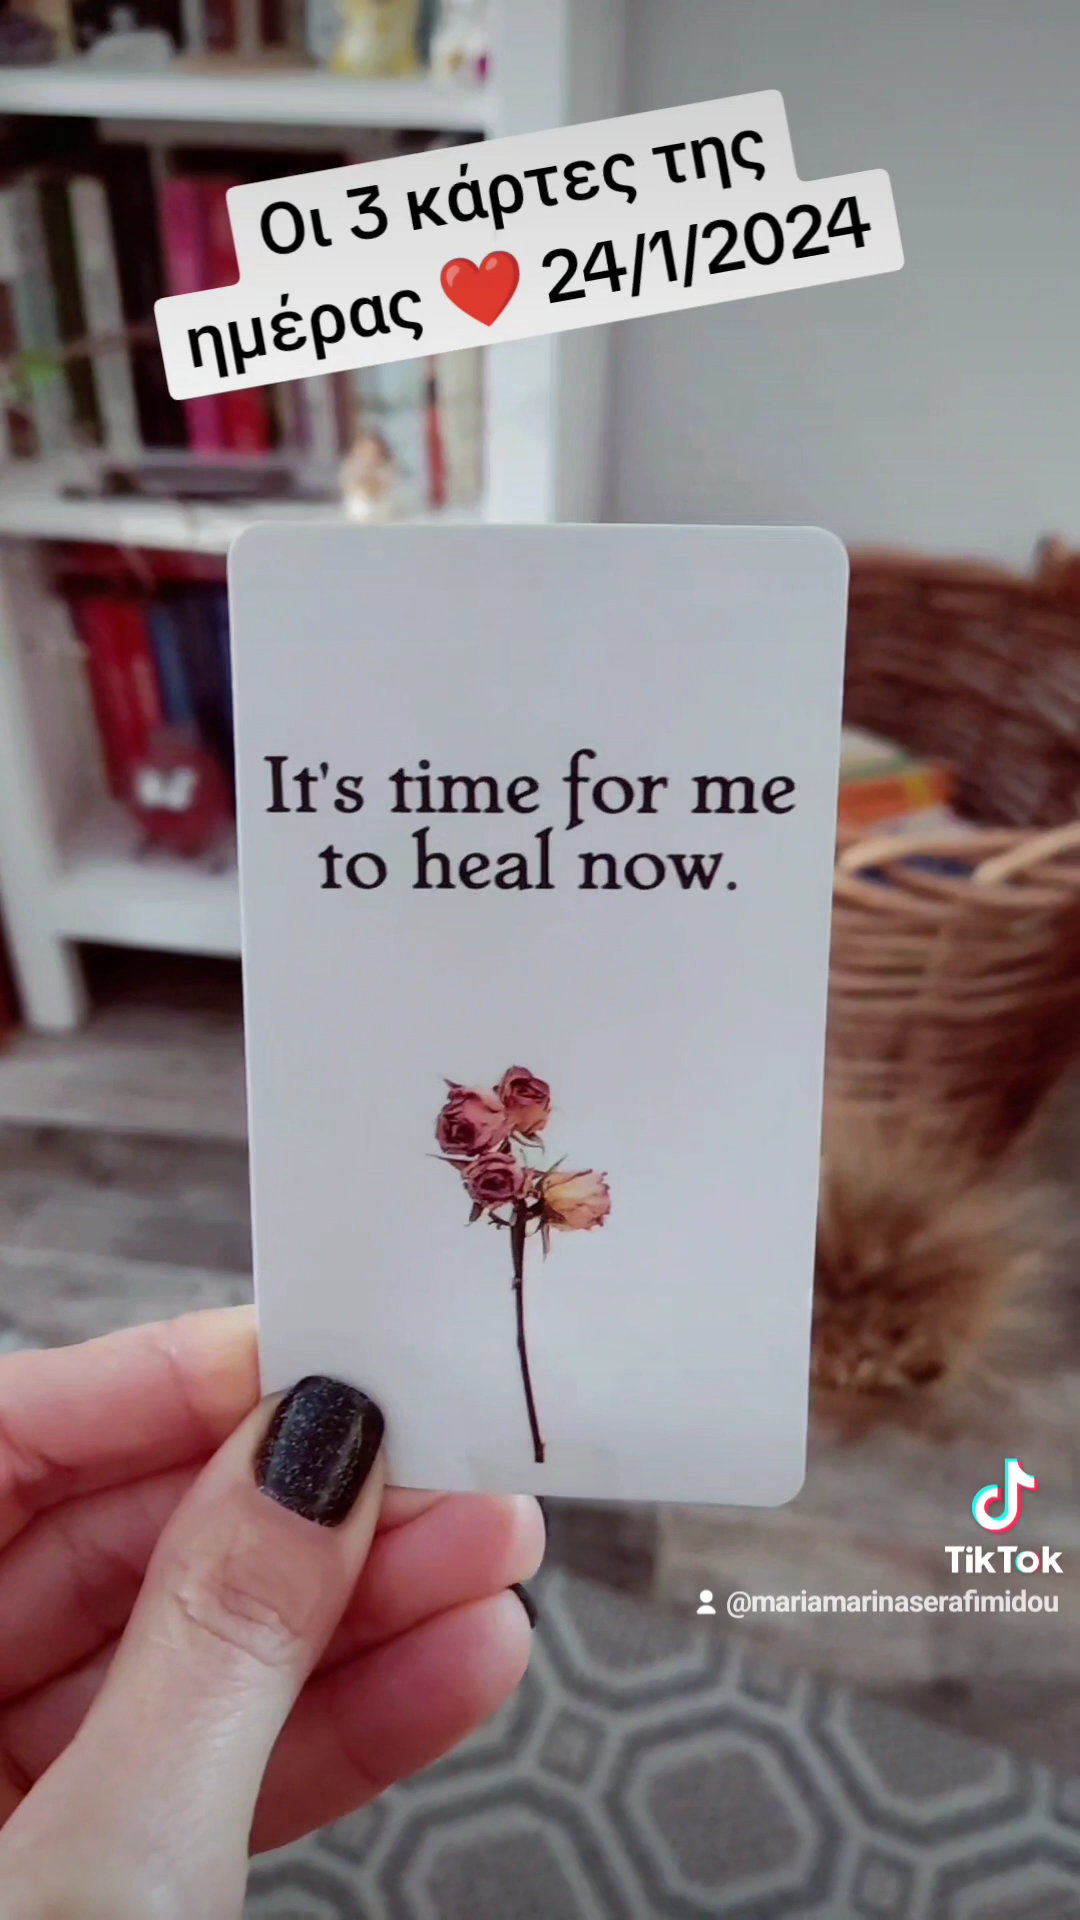 Οι 3 κάρτες της
ημέρας ❤️ 24/1/2024
It's time for me
to heal now.
TikTok
@mariamarinaserafimidou